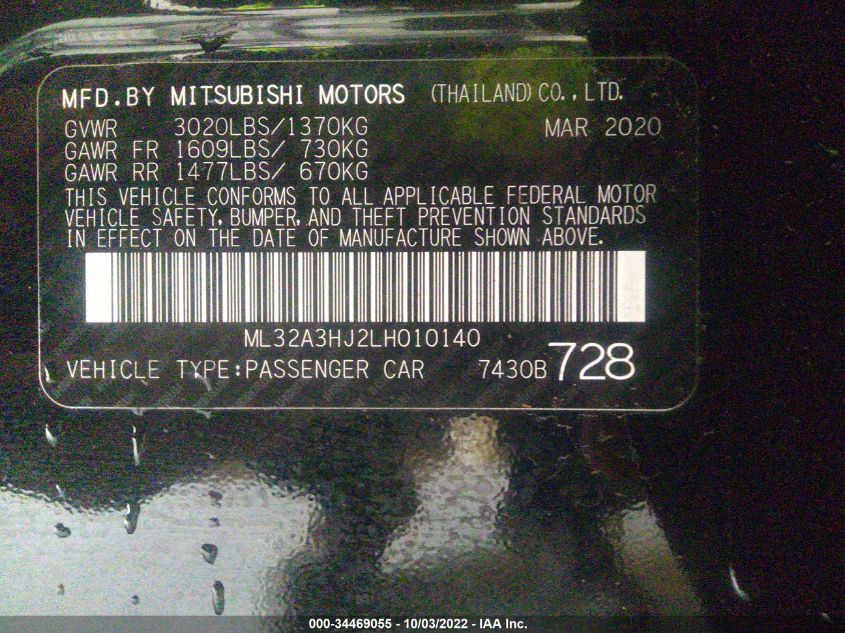 MFD.BY MITSUBISHI MOTORS (THAILAND) CO., LTD.
GVWR 3020LBS/1370KG MAR 2020
GAWR FR 1609LBS/ 730KG
GAWR RR 1477LBS/ 670KG
THIS VEHICLE CONFORMS TO ALL APPLICABLE FEDERAL MOTOR
VEHICLE SAFETY, BUMPER, AND THEFT PREVENTION STANDARDS
IN EFFECT ON THE DATE OF MANUFACTURE SHOWN ABOVE.
ML32A3HJ2LH010140
VEHICLE TYPE:PASSENGER CAR 7430B 728
000-34469055 - 10/03/2022 - IAA Inc.